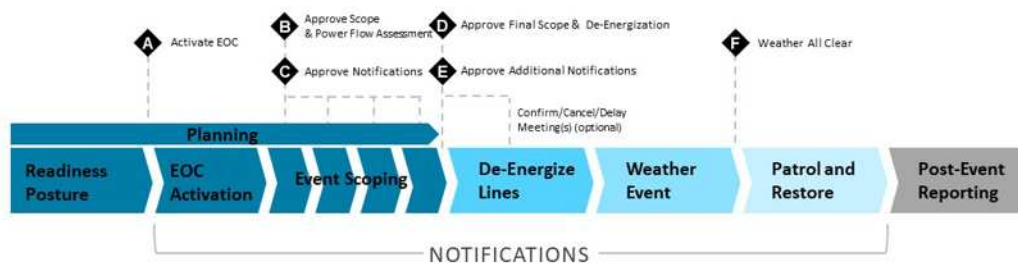 A Activate EOC
B Approve Scope
& Power Flow Assessment
C Approve Notifications
D Approve Final Scope & De-Energization
E Approve Additional Notifications
Confirm/Cancel/Delay
Meeting(s) (optional)
F Weather All Clear
Planning
Readiness
Posture
EOC
Activation
Event Scoping
De-Energize
Lines
Weather
Event
Patrol and
Restore
Post-Event
Reporting
NOTIFICATIONS